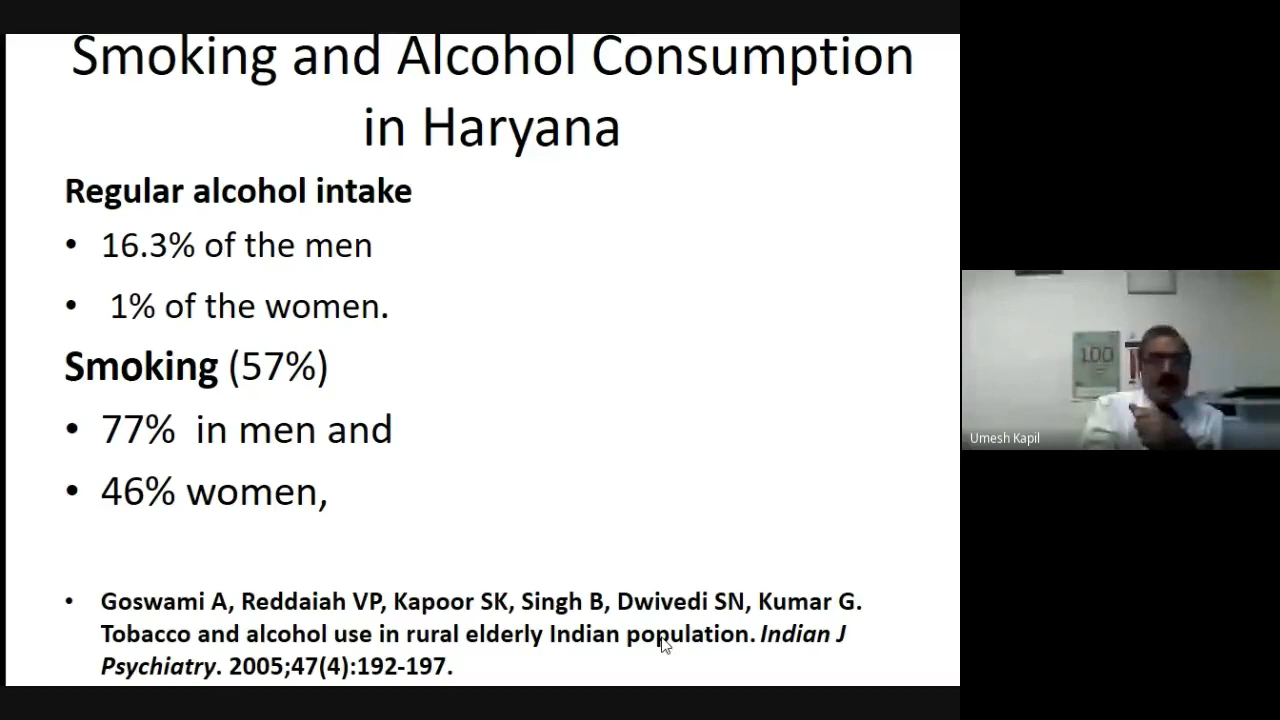 Smoking and Alcohol Consumption
in Haryana
Regular alcohol intake
• 16.3% of the men
• 1% of the women.
Smoking (57%)
• 77% in men and
• 46% women,
• Goswami A, Reddaiah VP, Kapoor SK, Singh B, Dwivedi SN, Kumar G.
Tobacco and alcohol use in rural elderly Indian population. Indian J
Psychiatry. 2005;47(4):192-197.
100
Umesh Kapil